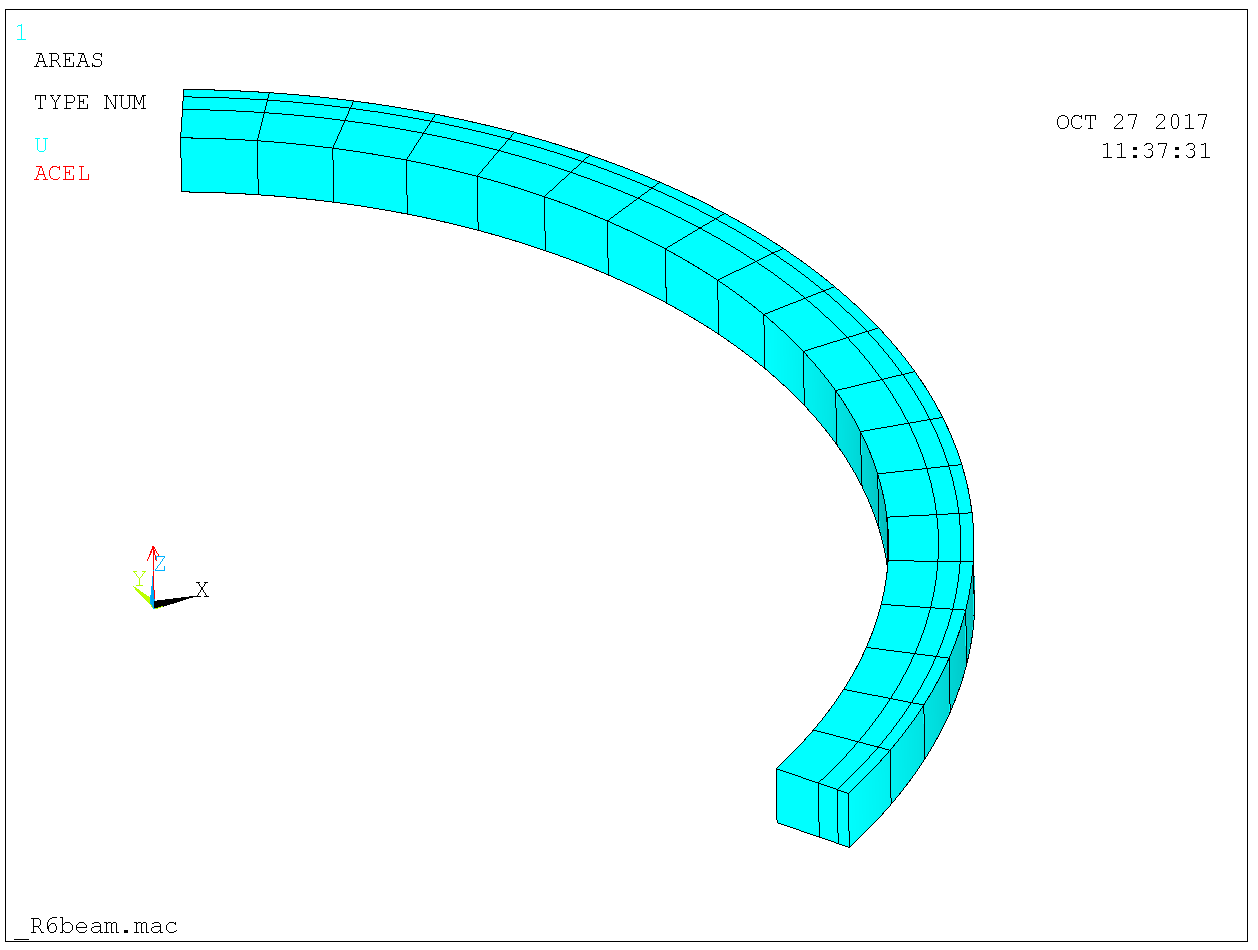 1
AREAS
TYPE NUM
U
ACEL
OCT 27 2017
11:37:31
Z
Y
X
_R6beam.mac